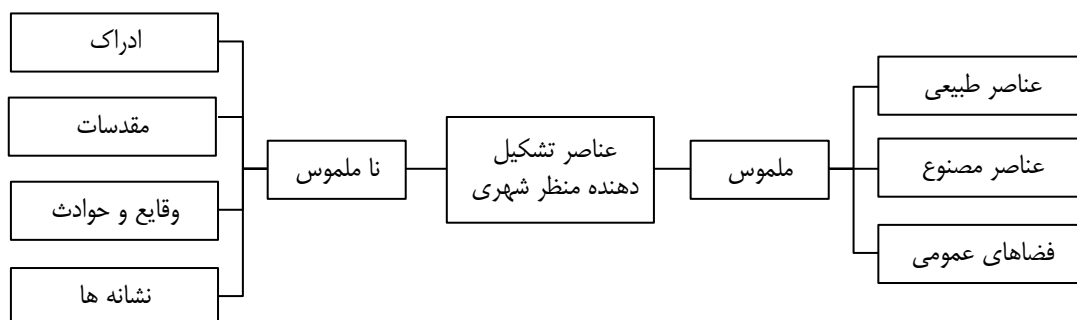 عناصر تشکیل
دهنده منظر شهری
ملموس
عناصر طبیعی
عناصر مصنوع
فضاهای عمومی
نا ملموس
ادراک
مقدسات
وقایع و حوادث
نشانه ها